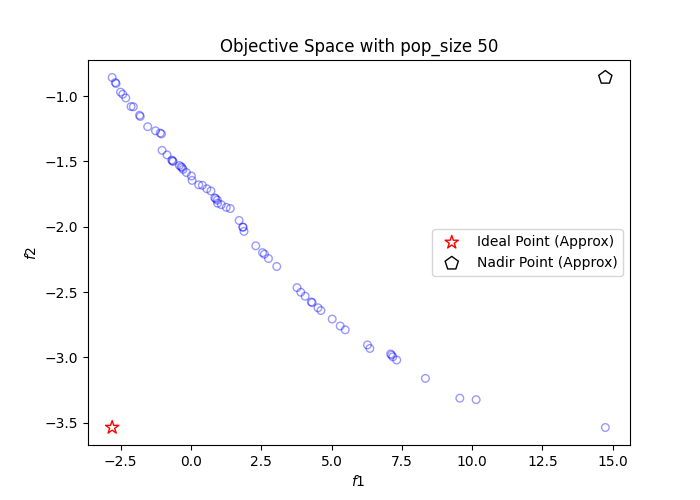 Objective Space with pop_size 50
−1.0
−1.5
−2.0
−2.5
−3.0
−3.5
f2
Ideal Point (Approx)
Nadir Point (Approx)
−2.5 0.0 2.5 5.0 7.5 10.0 12.5 15.0
f1